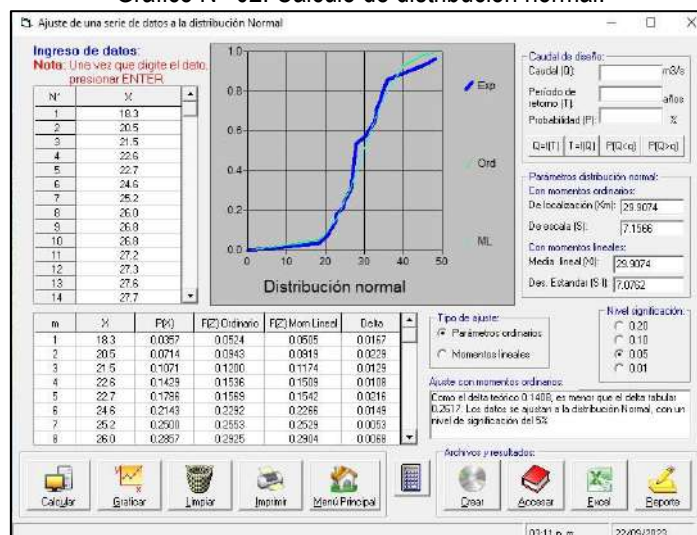 Gráfico N° 02: Cálculo de distribución normal.
Ajuste de una serie de datos a la distribución Normal
Ingreso de datos:
Nota: Una vez que digite el dato,
presionar ENTER
N° X
1 18.3
2 20.5
3 21.5
4 22.6
5 22.7
6 24.6
7 25.2
8 26.0
9 26.8
10 26.8
11 27.2
12 27.3
13 27.6
14 27.7
1.0
0.8
0.6
0.4
0.2
0.0
0 10 20 30 40 50
Distribución normal
Exp
Ord
ML
Caudal de diseño:
Caudal (Q): m3/s
Período de
retorno (T): años
Probabilidad (P): %
Q=f(T) T=f(Q) P(Q<q) P(Q>q)
Parámetros distribución normal:
Con momentos ordinarios:
De localización (Xm): 29.9074
De escala (S): 7.1566
Con momentos lineales:
Media lineal (Xl): 29.9074
Des. Estandar (S l): 7.0762
m X P(X) F(Z) Ordinario F(Z) Mom Lineal Delta
1 18.3 0.0357 0.0524 0.0505 0.0167
2 20.5 0.0714 0.0943 0.0919 0.0229
3 21.5 0.1071 0.1200 0.1174 0.0129
4 22.6 0.1429 0.1536 0.1509 0.0108
5 22.7 0.1786 0.1569 0.1542 0.0216
6 24.6 0.2143 0.2292 0.2266 0.0149
7 25.2 0.2500 0.2553 0.2529 0.0053
8 26.0 0.2857 0.2925 0.2904 0.0068
Tipo de ajuste:
Parámetros ordinarios
Momentos lineales
Nivel significación:
0.20
0.10
0.05
0.01
Ajuste con momentos ordinarios:
Como el delta teórico 0.1408, es menor que el delta tabular
0.2617. Los datos se ajustan a la distribución Normal, con un
nivel de significación del 5%
Archivos y resultados:
Calcular Graficar Limpiar Imprimir Menú Principal Crear Accesar Excel Reporte
03:11 p. m. 22/09/2023